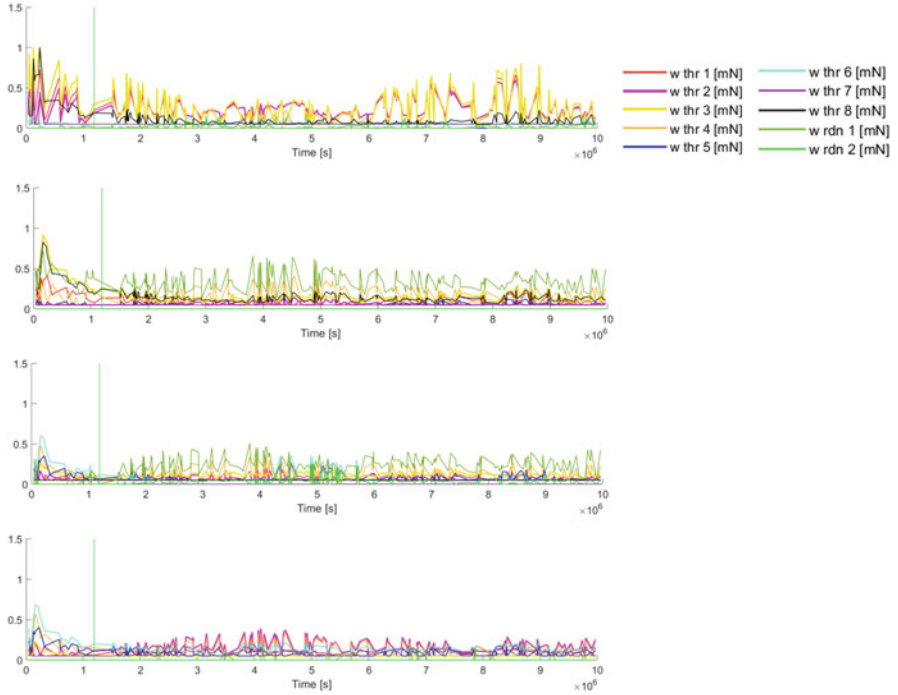 1.5
1
0.5
0
0 1 2 3 4 5 6 7 8 9 10
Time [s]
×10⁶
w thr 1 [mN]
w thr 2 [mN]
w thr 3 [mN]
w thr 4 [mN]
w thr 5 [mN]
w thr 6 [mN]
w thr 7 [mN]
w thr 8 [mN]
w rdn 1 [mN]
w rdn 2 [mN]
1.5
1
0.5
0
0 1 2 3 4 5 6 7 8 9 10
Time [s]
×10⁶
1.5
1
0.5
0
0 1 2 3 4 5 6 7 8 9 10
Time [s]
×10⁶
1.5
1
0.5
0
0 1 2 3 4 5 6 7 8 9 10
Time [s]
×10⁶